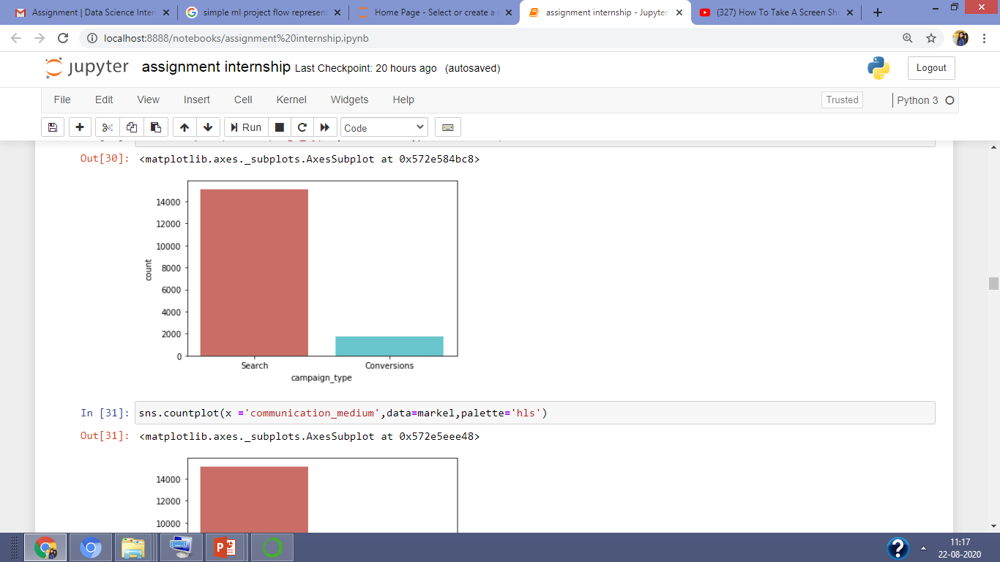 Assignment | Data Science Inter
simple ml project flow represent
Home Page - Select or create a
assignment internship - Jupyter
(327) How To Take A Screen Sh
localhost:8888/notebooks/assignment%20internship.ipynb
jupyter assignment internship Last Checkpoint: 20 hours ago (autosaved)
Logout
File Edit View Insert Cell Kernel Widgets Help
Trusted
Python 3
Run
Code
Out[30]: <matplotlib.axes._subplots.AxesSubplot at 0x572e584bc8>
14000
12000
10000
8000
6000
4000
2000
0
count
Search Conversions
campaign_type
In [31]: sns.countplot(x ='communication_medium',data=markel,palette='hls')
Out[31]: <matplotlib.axes._subplots.AxesSubplot at 0x572e5eee48>
14000
12000
10000
11:17
22-08-2020